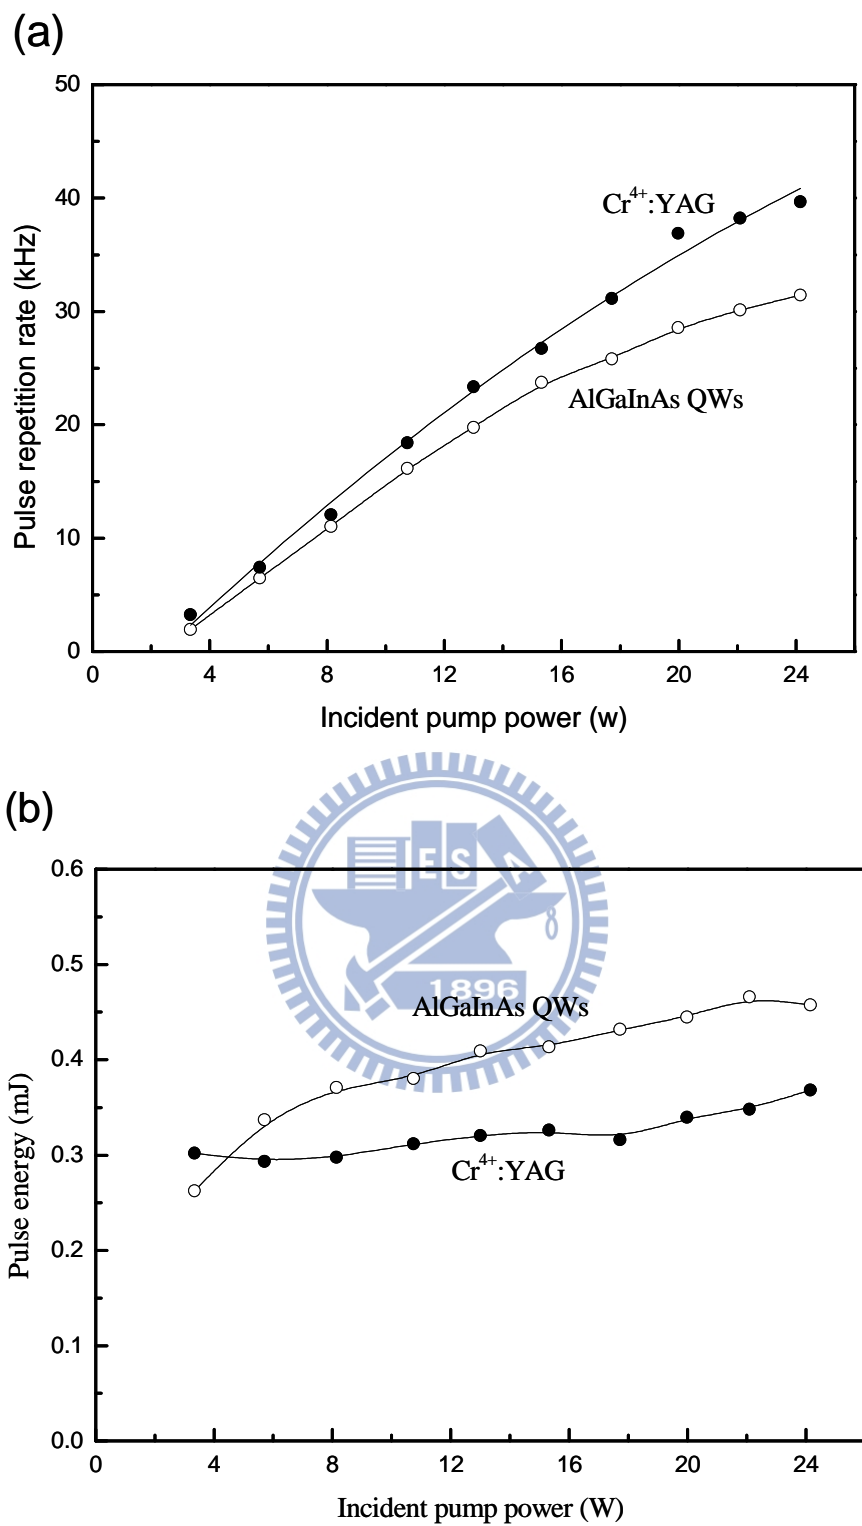 (a)
50
40
30
20
10
0
Pulse repetition rate (kHz)
Cr4+:YAG
AlGaInAs QWs
0 4 8 12 16 20 24
Incident pump power (w)
(b)
0.6
0.5
0.4
0.3
0.2
0.1
0.0
Pulse energy (mJ)
E S A
8
1896
AlGaInAs QWs
Cr4+:YAG
0 4 8 12 16 20 24
Incident pump power (W)